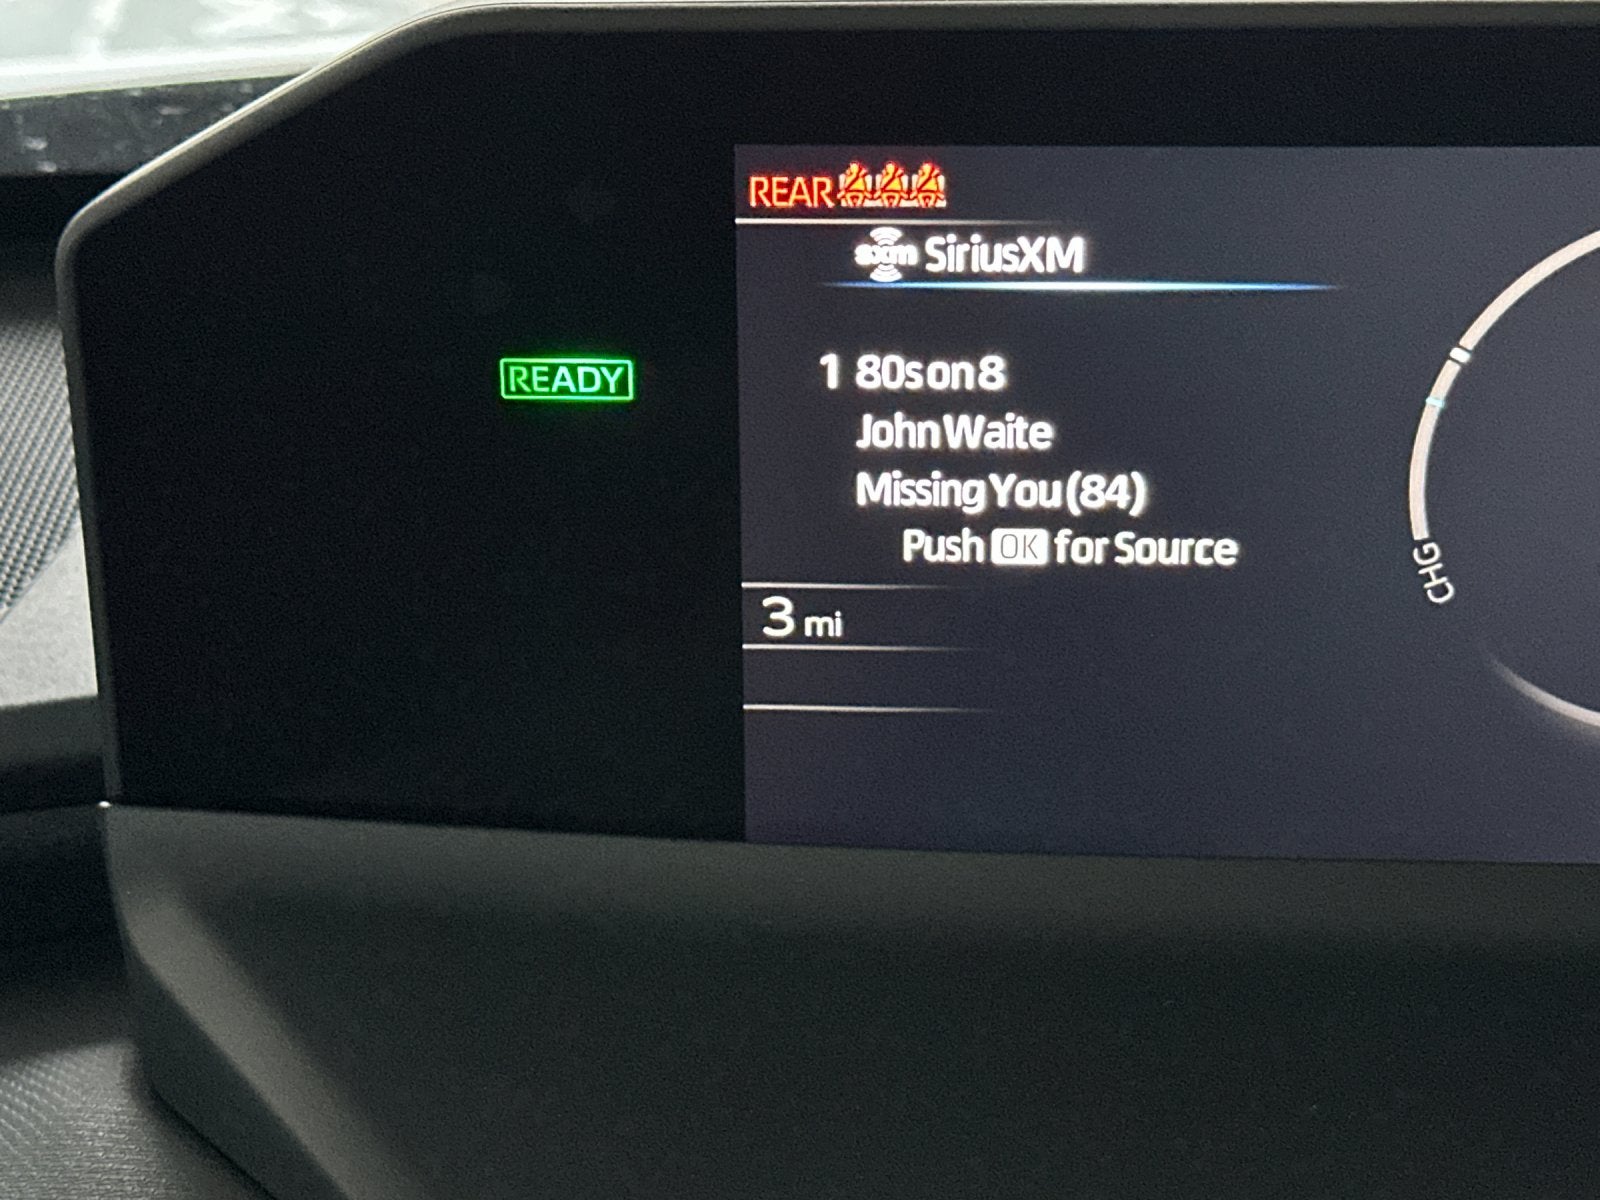 REAR
sxm SiriusXM
READY
1 80s on 8
John Waite
Missing You (84)
Push OK for Source
CHG
3 mi